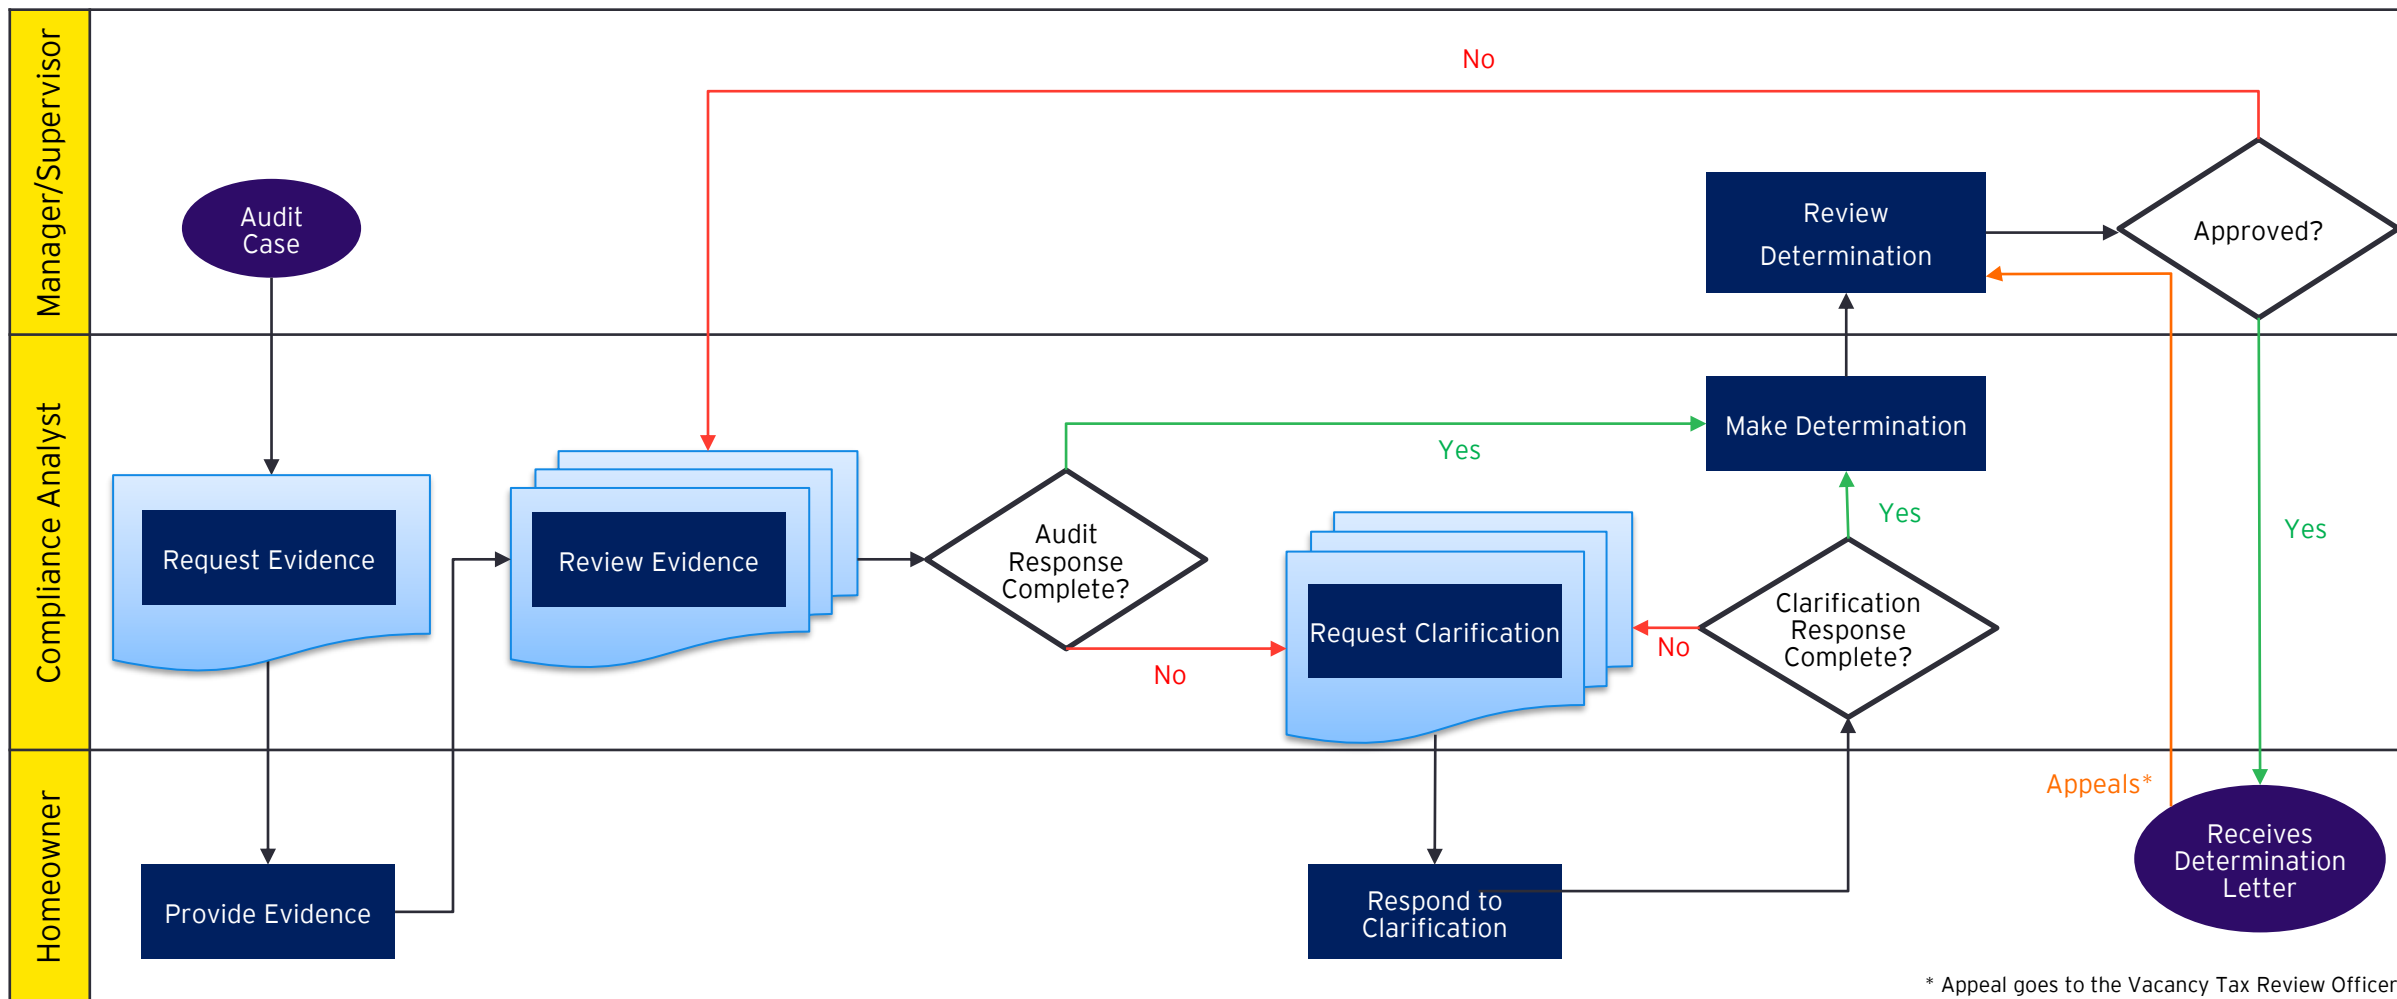 Manager/Supervisor
No
Audit
Case
Review
Determination
Approved?
Compliance Analyst
Request Evidence
Review Evidence
Audit
Response
Complete?
Yes
No
Request Clarification
Make Determination
Yes
Clarification
Response
Complete?
No
Yes
Homeowner
Provide Evidence
Respond to
Clarification
Appeals*
Receives
Determination
Letter
* Appeal goes to the Vacancy Tax Review Officer